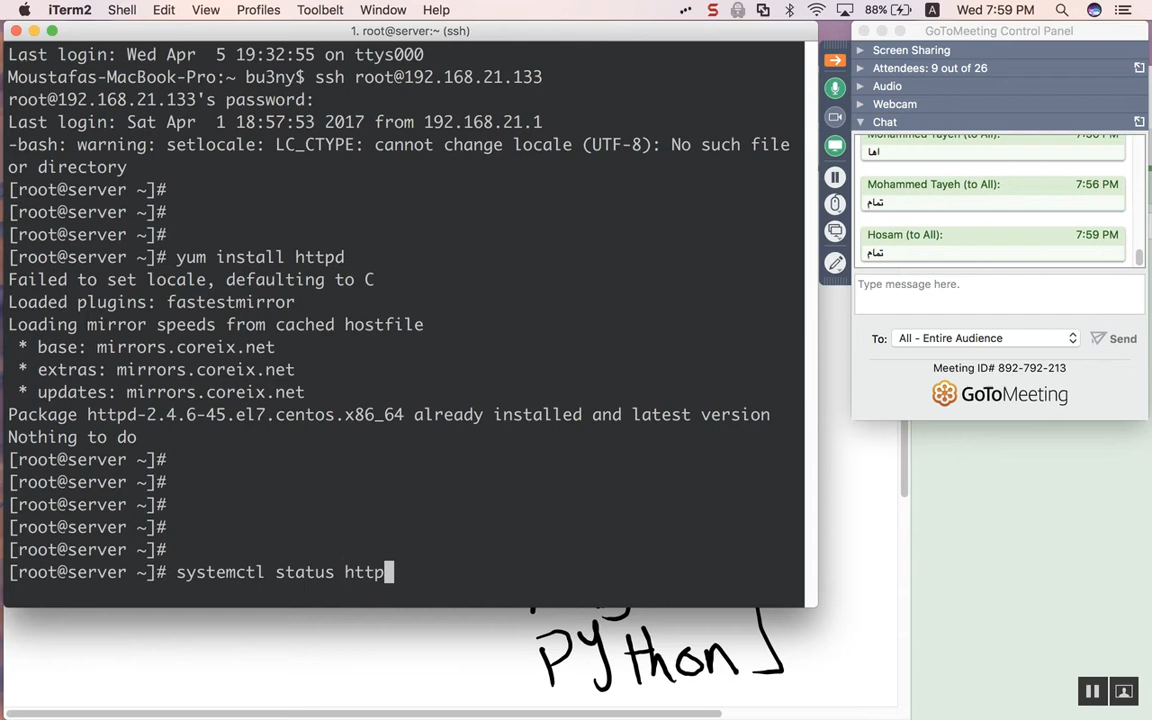 iTerm2 Shell Edit View Profiles Toolbelt Window Help
88% A Wed 7:59 PM
1. root@server:~ (ssh)
Last login: Wed Apr  5 19:32:55 on ttys000
Moustafas-MacBook-Pro:~ bu3ny$ ssh root@192.168.21.133
root@192.168.21.133's password:
Last login: Sat Apr  1 18:57:53 2017 from 192.168.21.1
-bash: warning: setlocale: LC_CTYPE: cannot change locale (UTF-8): No such file
or directory
[root@server ~]#
[root@server ~]#
[root@server ~]#
[root@server ~]# yum install httpd
Failed to set locale, defaulting to C
Loaded plugins: fastestmirror
Loading mirror speeds from cached hostfile
 * base: mirrors.coreix.net
 * extras: mirrors.coreix.net
 * updates: mirrors.coreix.net
Package httpd-2.4.6-45.el7.centos.x86_64 already installed and latest version
Nothing to do
[root@server ~]#
[root@server ~]#
[root@server ~]#
[root@server ~]#
[root@server ~]#
[root@server ~]# systemctl status http
GoToMeeting Control Panel
Screen Sharing
Attendees: 9 out of 26
Audio
Webcam
Chat
Mohammed Tayeh (to All):
اها
Mohammed Tayeh (to All): 7:56 PM
تمام
Hosam (to All): 7:59 PM
تمام
Type message here.
To: All - Entire Audience Send
Meeting ID# 892-792-213
GoToMeeting
Python